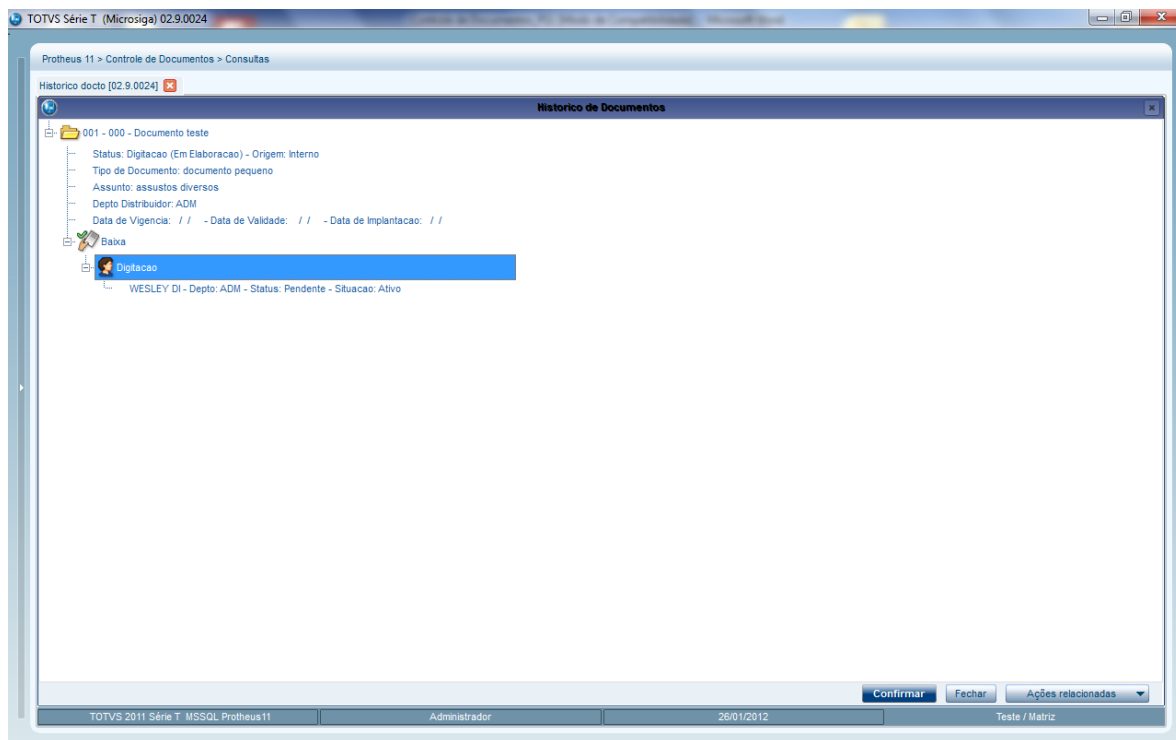 TOTVS Série T (Microsiga) 02.9.0024
Protheus 11 > Controle de Documentos > Consultas
Historico docto [02.9.0024]
Historico de Documentos
001 - 000 - Documento teste
Status: Digitacao (Em Elaboracao) - Origem: Interno
Tipo de Documento: documento pequeno
Assunto: assustos diversos
Depto Distribuidor: ADM
Data de Vigencia: / / - Data de Validade: / / - Data de Implantacao: / /
Baixa
Digitacao
WESLEY DI - Depto: ADM - Status: Pendente - Situacao: Ativo
Confirmar Fechar Ações relacionadas
TOTVS 2011 Série T MSSQL Protheus11 Administrador 26/01/2012 Teste / Matriz